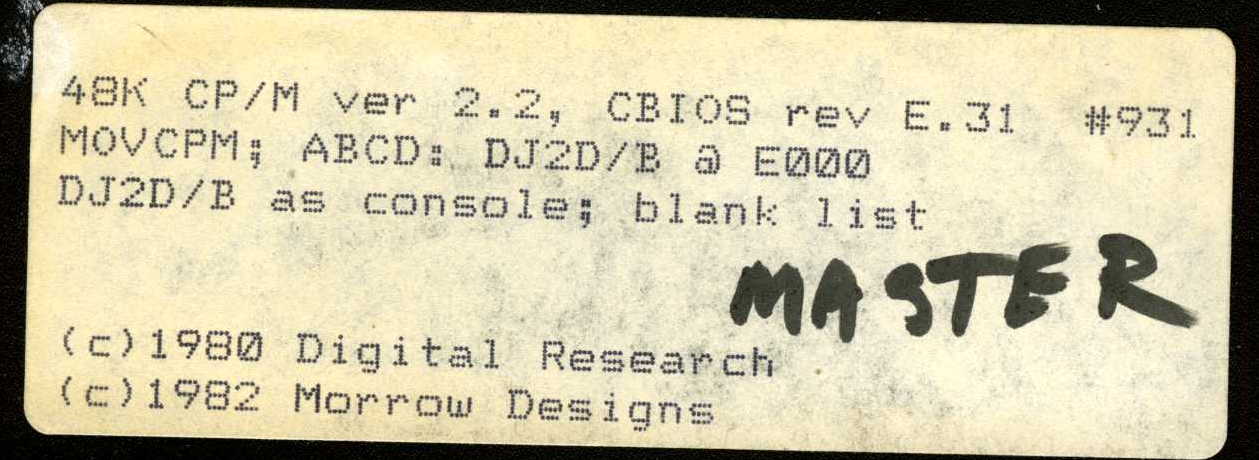 48K CP/M ver 2.2, CBIOS rev E.31 #931
MOVCPM; ABCD: DJ2D/B @ E000
DJ2D/B as console; blank list
MASTER
(c)1980 Digital Research
(c)1982 Morrow Designs